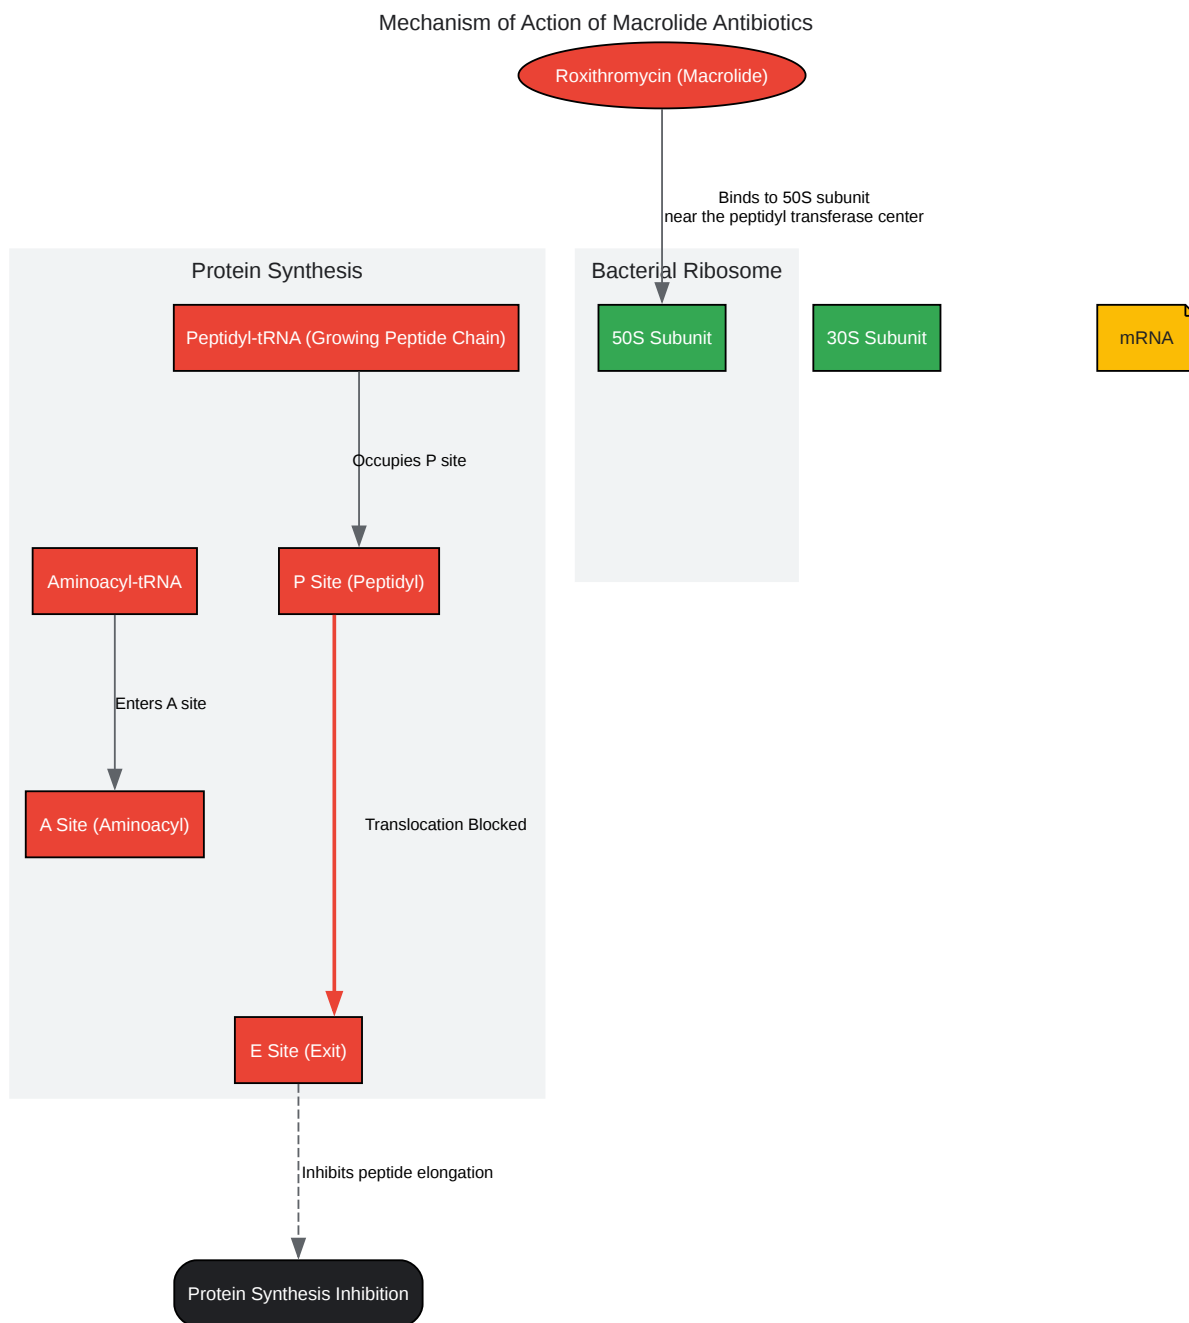 Mechanism of Action of Macrolide Antibiotics
Roxithromycin (Macrolide)
Binds to 50S subunit
near the peptidyl transferase center
Protein Synthesis
Bacterial Ribosome
Peptidyl-tRNA (Growing Peptide Chain)
50S Subunit
30S Subunit
mRNA
Occupies P site
Aminoacyl-tRNA
P Site (Peptidyl)
Enters A site
A Site (Aminoacyl)
Translocation Blocked
E Site (Exit)
Inhibits peptide elongation
Protein Synthesis Inhibition